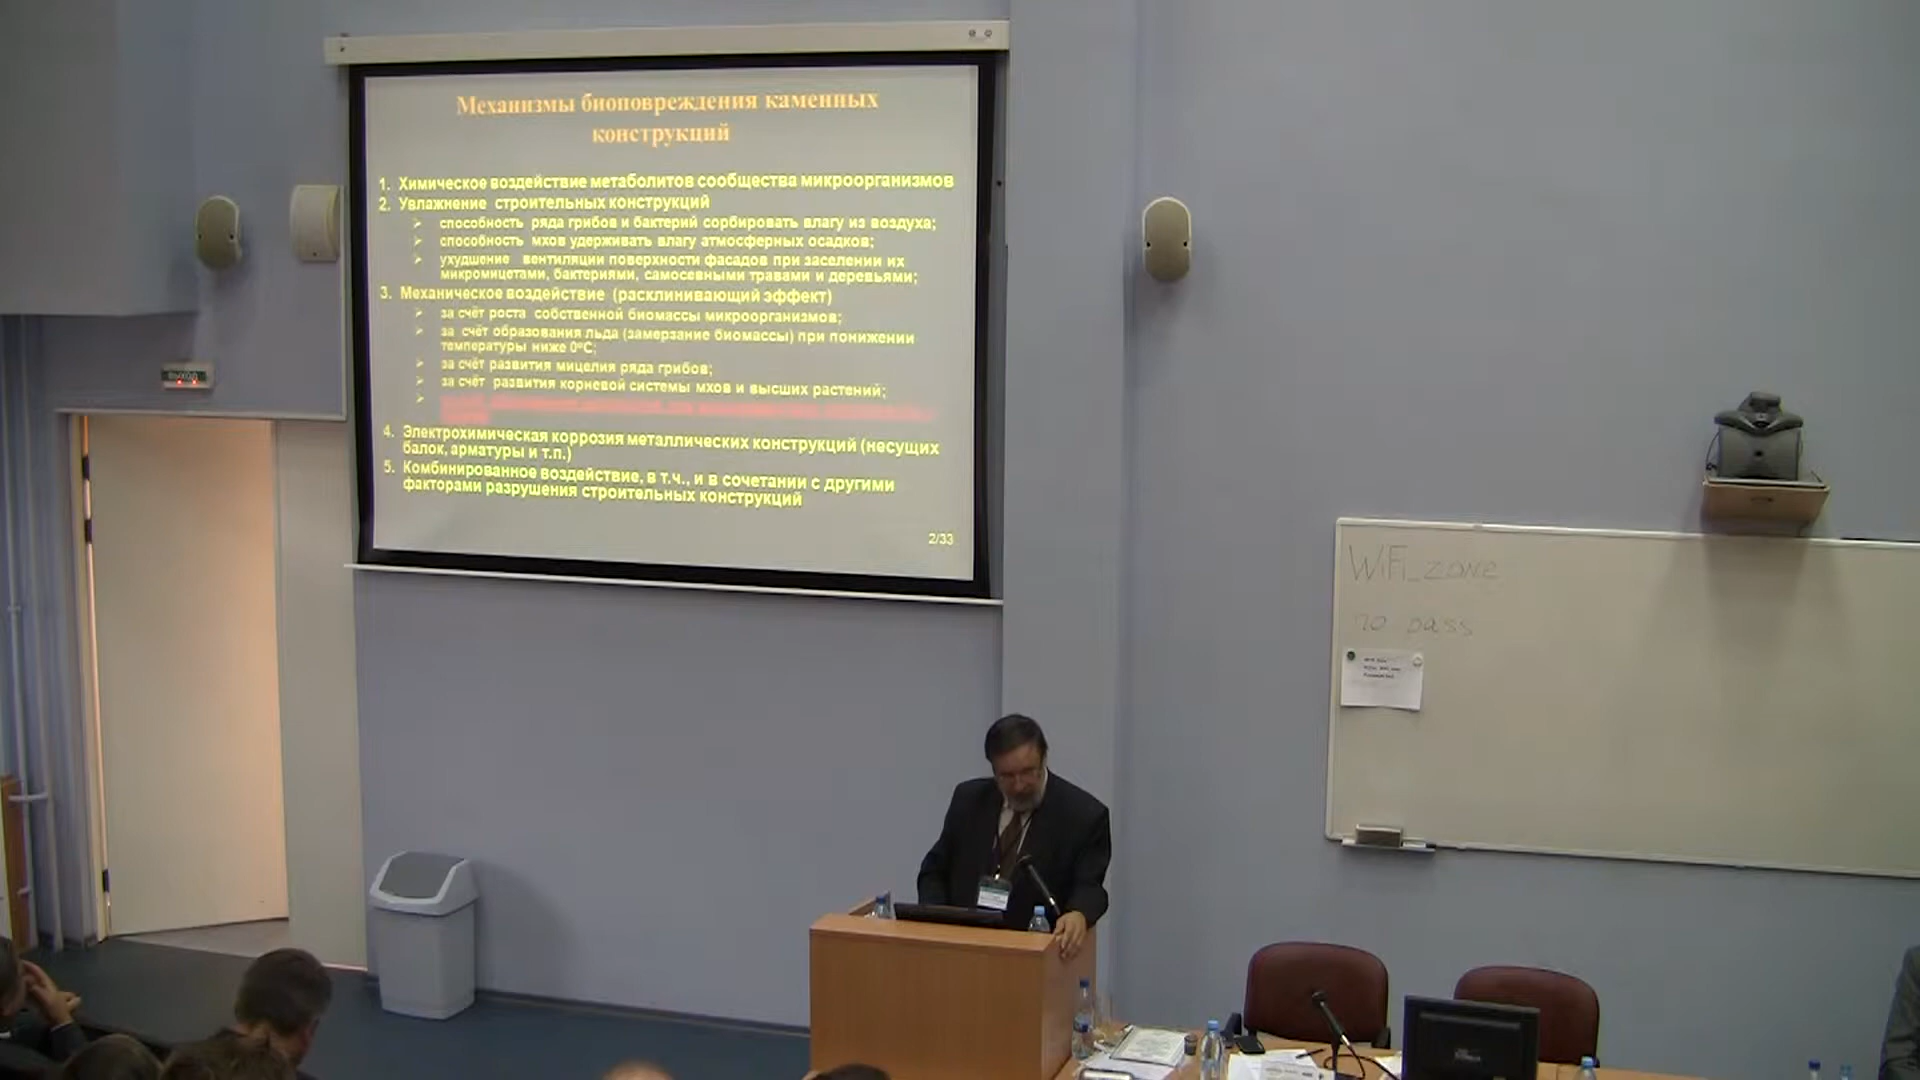 Механизмы биоповреждения каменных
конструкций
1. Химическое воздействие метаболитов сообщества микроорганизмов
2. Увлажнение строительных конструкций
способность ряда грибов и бактерий сорбировать влагу из воздуха;
способность мхов удерживать влагу атмосферных осадков;
ухудшение вентиляции поверхности фасадов при заселении их
микромицетами, бактериями, самосевными травами и деревьями;
3. Механическое воздействие (расклинивающий эффект)
за счёт роста собственной биомассы микроорганизмов;
за счёт образования льда (замерзание биомассы) при понижении
температуры ниже 0°С;
за счёт развития мицелия ряда грибов;
за счёт развития корневой системы мхов и высших растений;
4. Электрохимическая коррозия металлических конструкций (несущих
балок, арматуры и т.п.)
5. Комбинированное воздействие, в т.ч., и в сочетании с другими
факторами разрушения строительных конструкций
2/33
ВЫХОД
WiFi_zone
no pass